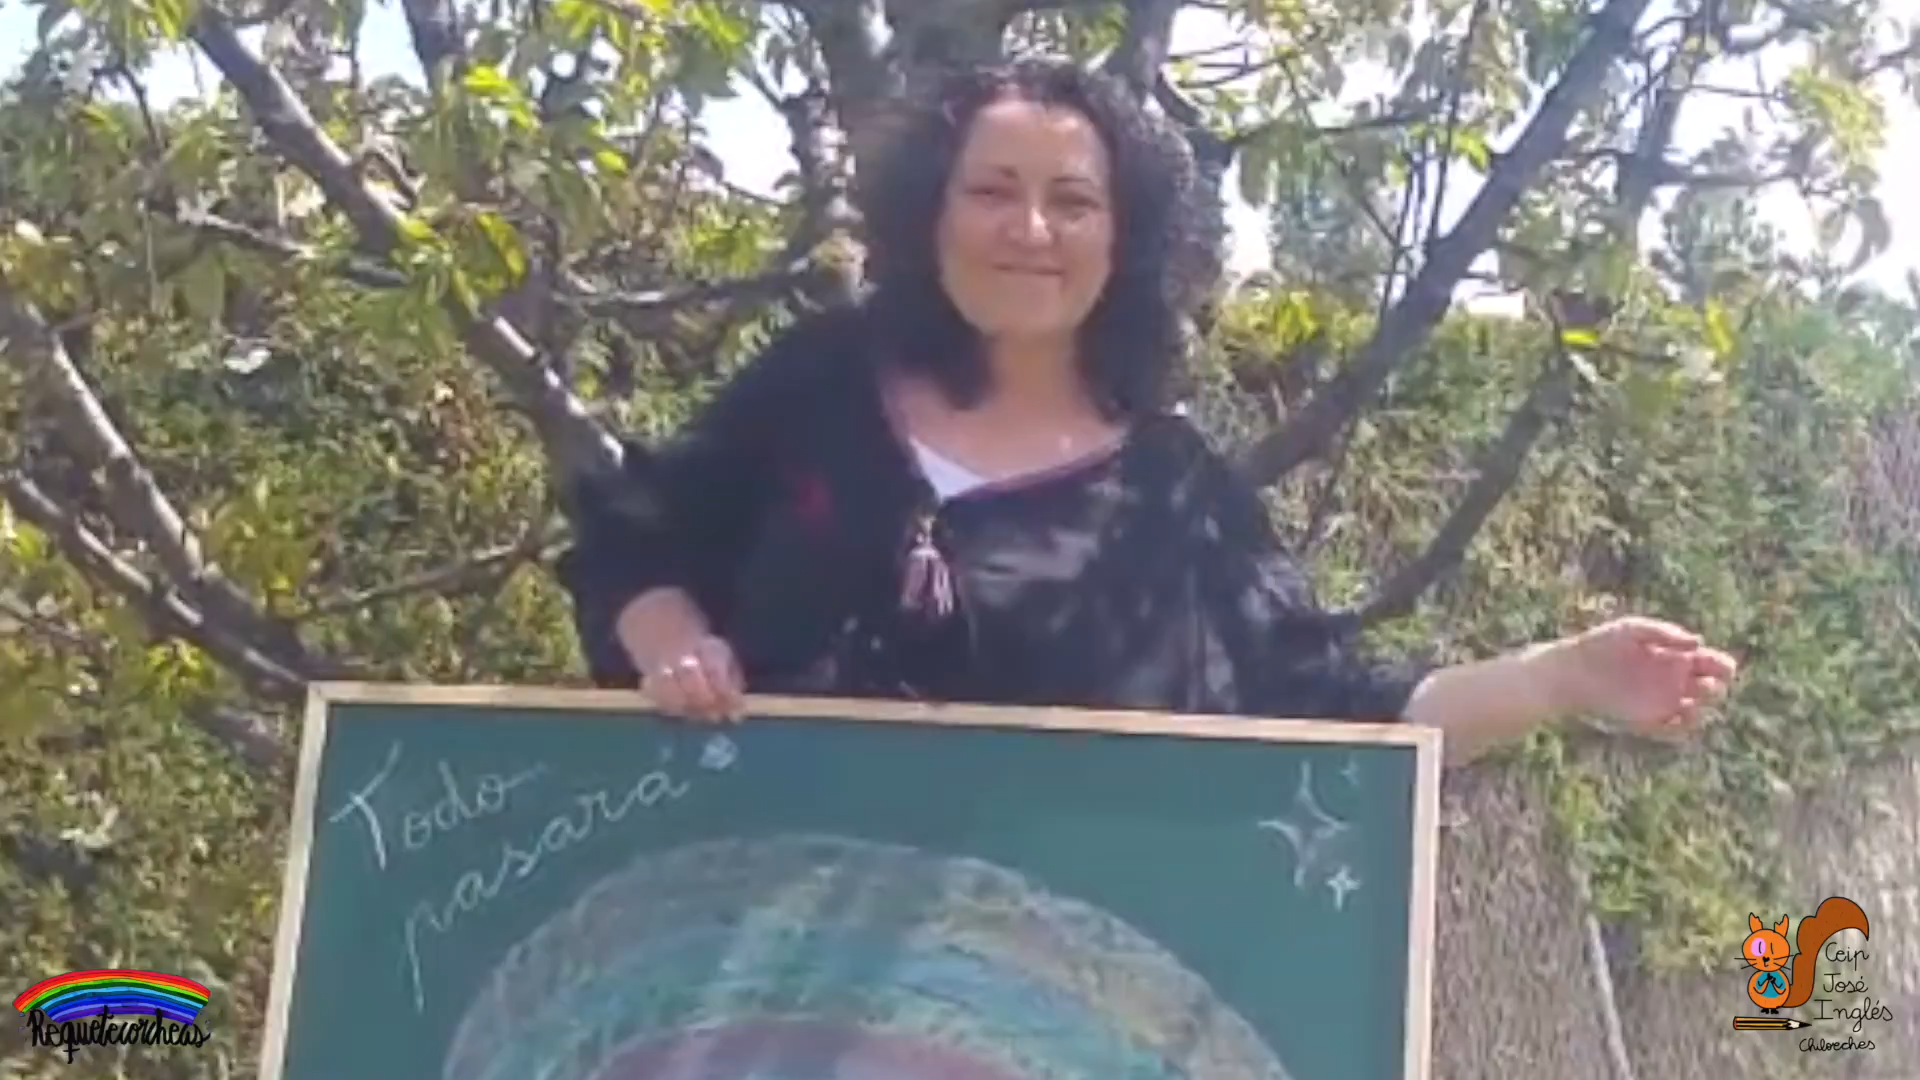 Todo
pasará
Requetecorcheas
Ceip
José
Inglés
Chiloeches